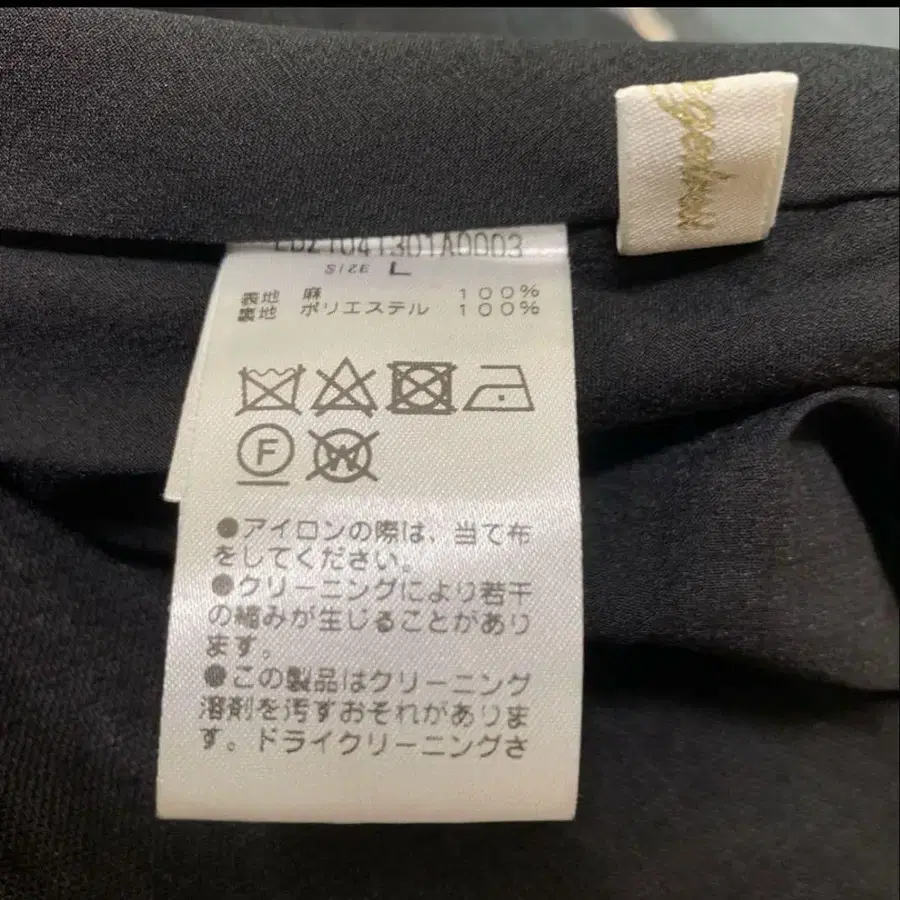 SIZE L
表地 麻 100%
裏地 ポリエステル 100%
F
W
●アイロンの際は、当て布
をしてください。
●クリーニングにより若干
の縮みが生じることがあり
ます。
●この製品はクリーニング
溶剤を汚すおそれがありま
す。ドライクリーニングさ